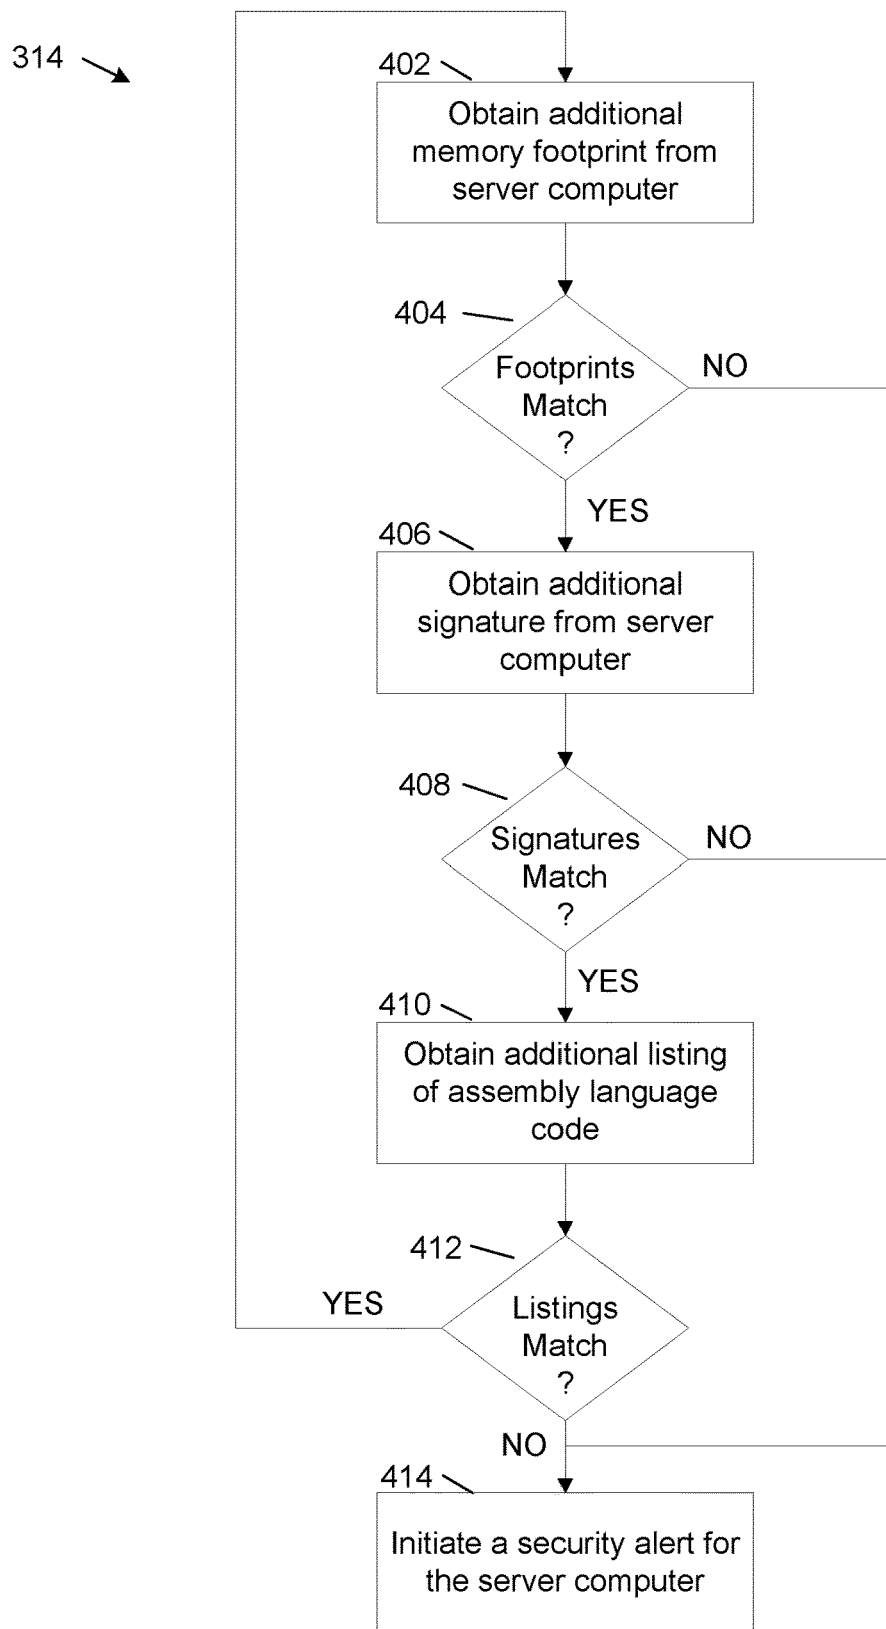 314
402
Obtain additional
memory footprint from
server computer
404
Footprints
Match
?
NO
YES
406
Obtain additional
signature from server
computer
408
Signatures
Match
?
NO
YES
410
Obtain additional listing
of assembly language
code
412
YES
Listings
Match
?
NO
414
Initiate a security alert for
the server computer